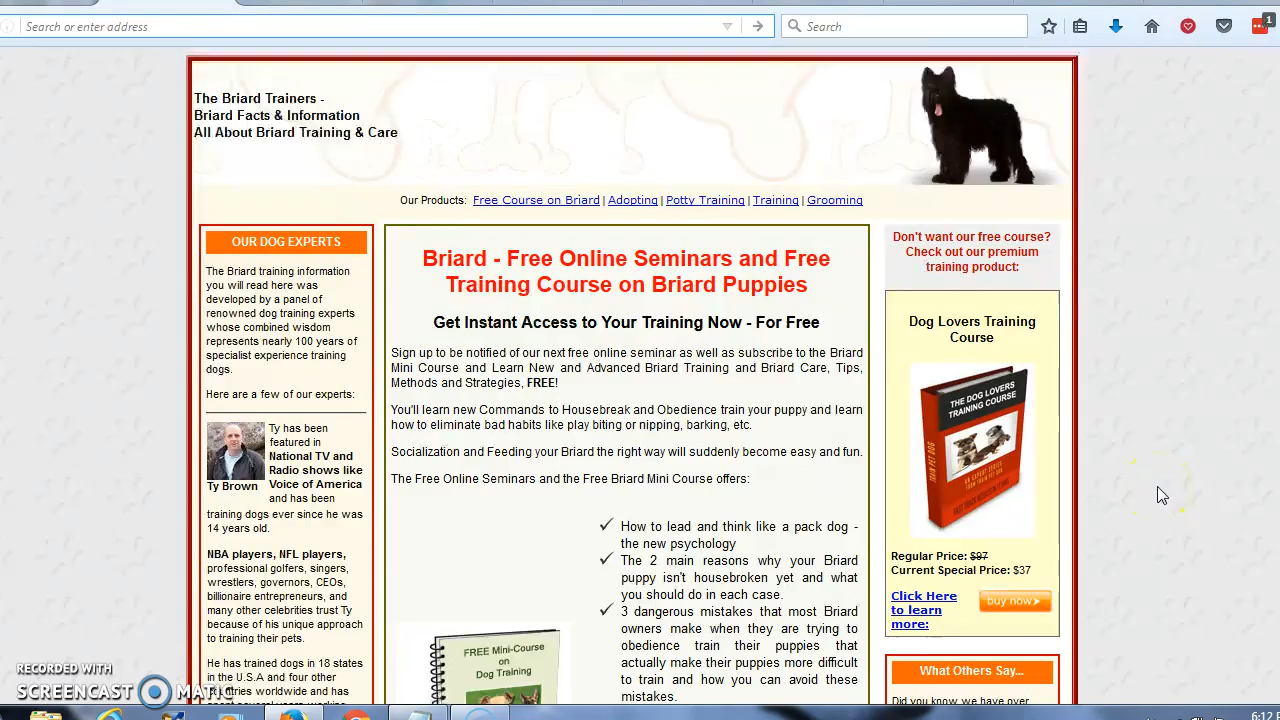 Search or enter address
Search
1
The Briard Trainers -
Briard Facts & Information
All About Briard Training & Care
Our Products: Free Course on Briard | Adopting | Potty Training | Training | Grooming
OUR DOG EXPERTS
The Briard training information
you will read here was
developed by a panel of
renowned dog training experts
whose combined wisdom
represents nearly 100 years of
specialist experience training
dogs.
Here are a few of our experts:
Ty Brown
Ty has been
featured in
National TV and
Radio shows like
Voice of America
and has been
training dogs ever since he was
14 years old.
NBA players, NFL players,
professional golfers, singers,
wrestlers, governors, CEOs,
billionaire entrepreneurs, and
many other celebrities trust Ty
because of his unique approach
to training their pets.
He has trained dogs in 18 states
in the U.S.A and four other
countries worldwide and has
Briard - Free Online Seminars and Free
Training Course on Briard Puppies
Get Instant Access to Your Training Now - For Free
Sign up to be notified of our next free online seminar as well as subscribe to the Briard
Mini Course and Learn New and Advanced Briard Training and Briard Care, Tips,
Methods and Strategies, FREE!
You'll learn new Commands to Housebreak and Obedience train your puppy and learn
how to eliminate bad habits like play biting or nipping, barking, etc.
Socialization and Feeding your Briard the right way will suddenly become easy and fun.
The Free Online Seminars and the Free Briard Mini Course offers:
How to lead and think like a pack dog -
the new psychology
The 2 main reasons why your Briard
puppy isn't housebroken yet and what
you should do in each case.
3 dangerous mistakes that most Briard
owners make when they are trying to
obedience train their puppies that
actually make their puppies more difficult
to train and how you can avoid these
mistakes.
FREE Mini-Course
on
Dog Training
Don't want our free course?
Check out our premium
training product:
Dog Lovers Training
Course
THE DOG LOVERS
TRAINING COURSE
TRAIN PET DOG
AN EXPERT SERIES
FROM TRAIN PET DOG
Regular Price: $97
Current Special Price: $37
Click Here
to learn
more:
buy now
What Others Say...
Did you know we have over
RECORDED WITH
SCREENCAST MATIC